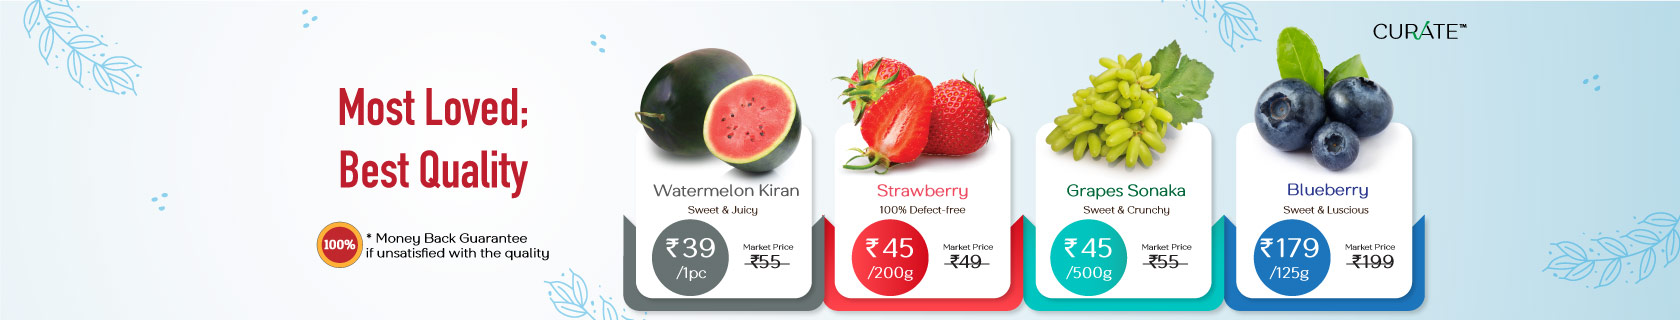 CURATE™
Most Loved;
Best Quality
100%
* Money Back Guarantee
if unsatisfied with the quality
Watermelon Kiran
Sweet & Juicy
₹39
/1pc
Market Price
₹55
Strawberry
100% Defect-free
₹45
/200g
Market Price
₹49
Grapes Sonaka
Sweet & Crunchy
₹45
/500g
Market Price
₹55
Blueberry
Sweet & Luscious
₹179
/125g
Market Price
₹199